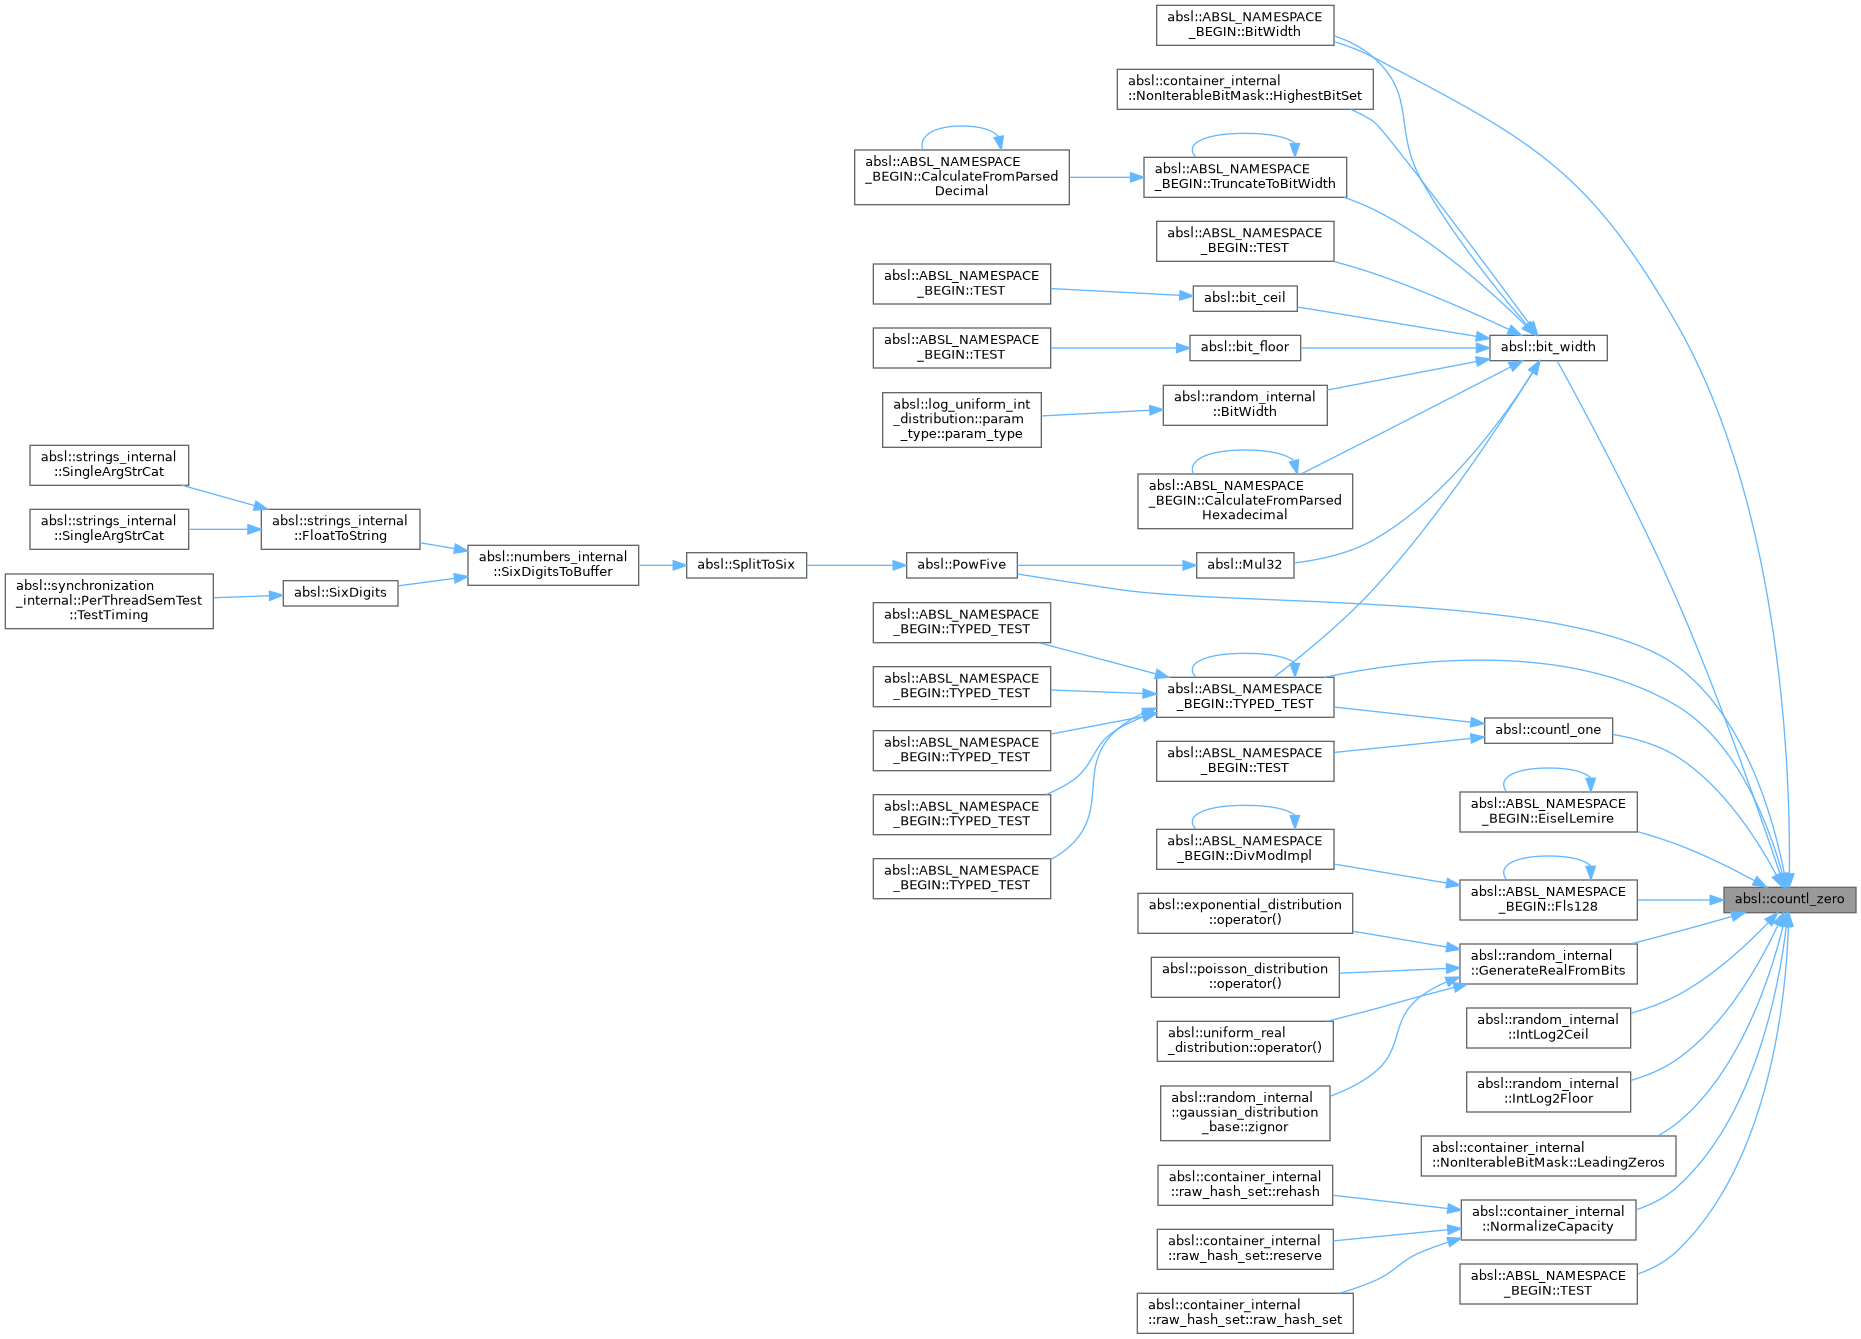 absl::ABSL_NAMESPACE
_BEGIN::BitWidth
absl::container_internal
::NonIterableBitMask::HighestBitSet
absl::ABSL_NAMESPACE
_BEGIN::CalculateFromParsed
Decimal
absl::ABSL_NAMESPACE
_BEGIN::TruncateToBitWidth
absl::ABSL_NAMESPACE
_BEGIN::TEST
absl::ABSL_NAMESPACE
_BEGIN::TEST
absl::bit_ceil
absl::ABSL_NAMESPACE
_BEGIN::TEST
absl::bit_floor
absl::bit_width
absl::log_uniform_int
_distribution::param
_type::param_type
absl::random_internal
::BitWidth
absl::strings_internal
::SingleArgStrCat
absl::ABSL_NAMESPACE
_BEGIN::CalculateFromParsed
Hexadecimal
absl::strings_internal
::SingleArgStrCat
absl::strings_internal
::FloatToString
absl::numbers_internal
::SixDigitsToBuffer
absl::SplitToSix
absl::PowFive
absl::Mul32
absl::synchronization
_internal::PerThreadSemTest
::TestTiming
absl::SixDigits
absl::ABSL_NAMESPACE
_BEGIN::TYPED_TEST
absl::ABSL_NAMESPACE
_BEGIN::TYPED_TEST
absl::ABSL_NAMESPACE
_BEGIN::TYPED_TEST
absl::ABSL_NAMESPACE
_BEGIN::TYPED_TEST
absl::countl_one
absl::ABSL_NAMESPACE
_BEGIN::TEST
absl::ABSL_NAMESPACE
_BEGIN::TYPED_TEST
absl::ABSL_NAMESPACE
_BEGIN::EiselLemire
absl::ABSL_NAMESPACE
_BEGIN::DivModImpl
absl::ABSL_NAMESPACE
_BEGIN::TYPED_TEST
absl::ABSL_NAMESPACE
_BEGIN::Fls128
absl::countl_zero
absl::exponential_distribution
::operator()
absl::random_internal
::GenerateRealFromBits
absl::poisson_distribution
::operator()
absl::uniform_real
_distribution::operator()
absl::random_internal
::IntLog2Ceil
absl::random_internal
::IntLog2Floor
absl::random_internal
::gaussian_distribution
_base::zignor
absl::container_internal
::NonIterableBitMask::LeadingZeros
absl::container_internal
::raw_hash_set::rehash
absl::container_internal
::NormalizeCapacity
absl::container_internal
::raw_hash_set::reserve
absl::ABSL_NAMESPACE
_BEGIN::TEST
absl::container_internal
::raw_hash_set::raw_hash_set